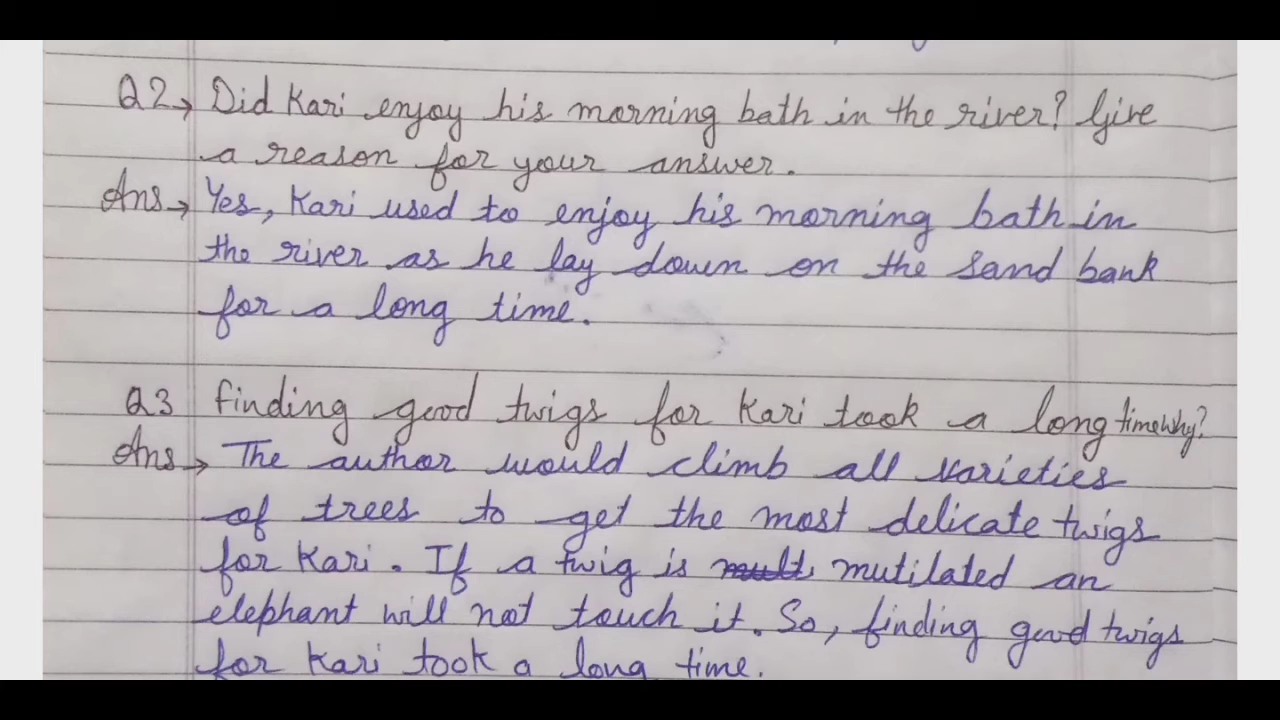 Q2→ Did Kari enjoy his morning bath in the river? Give
a reason for your answer.
Ans→ Yes, Kari used to enjoy his morning bath in
the river as he lay down on the sand bank
for a long time.
Q3 finding good twigs for Kari took a long time why?
Ans→ The author would climb all varieties
of trees to get the most delicate twigs
for Kari. If a twig is mutilated an
elephant will not touch it. So, finding good twigs
for Kari took a long time.